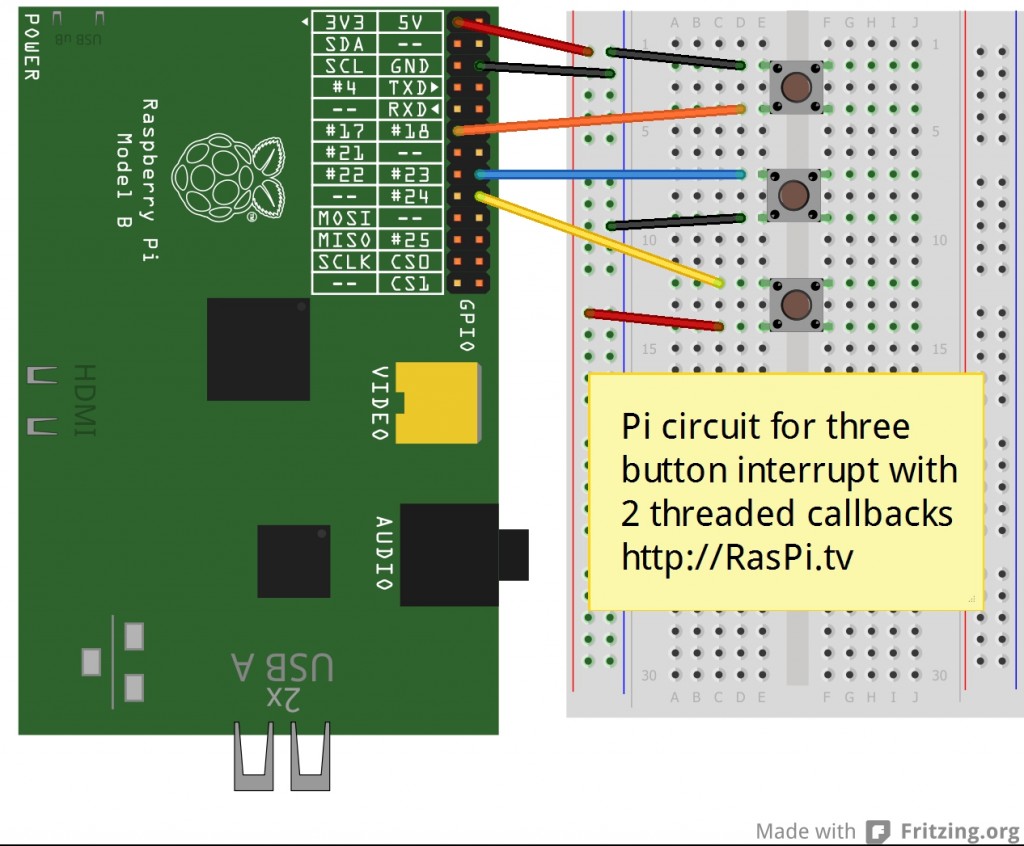 POWER
USB uB
3V3 5V
SDA --
SCL GND
#4 TXD
-- RXD
#17 #18
#21 --
#22 #23
-- #24
MOSI --
MISO #25
SCLK CS0
-- CS1
GPIO
Raspberry Pi
Model B
HDMI
VIDEO
AUDIO
USB A
2x
A B C D E F G H I J
1 1
5 5
10 10
15 15
30 30
A B C D E F G H I J
Pi circuit for three
button interrupt with
2 threaded callbacks
http://RasPi.tv
Made with Fritzing.org